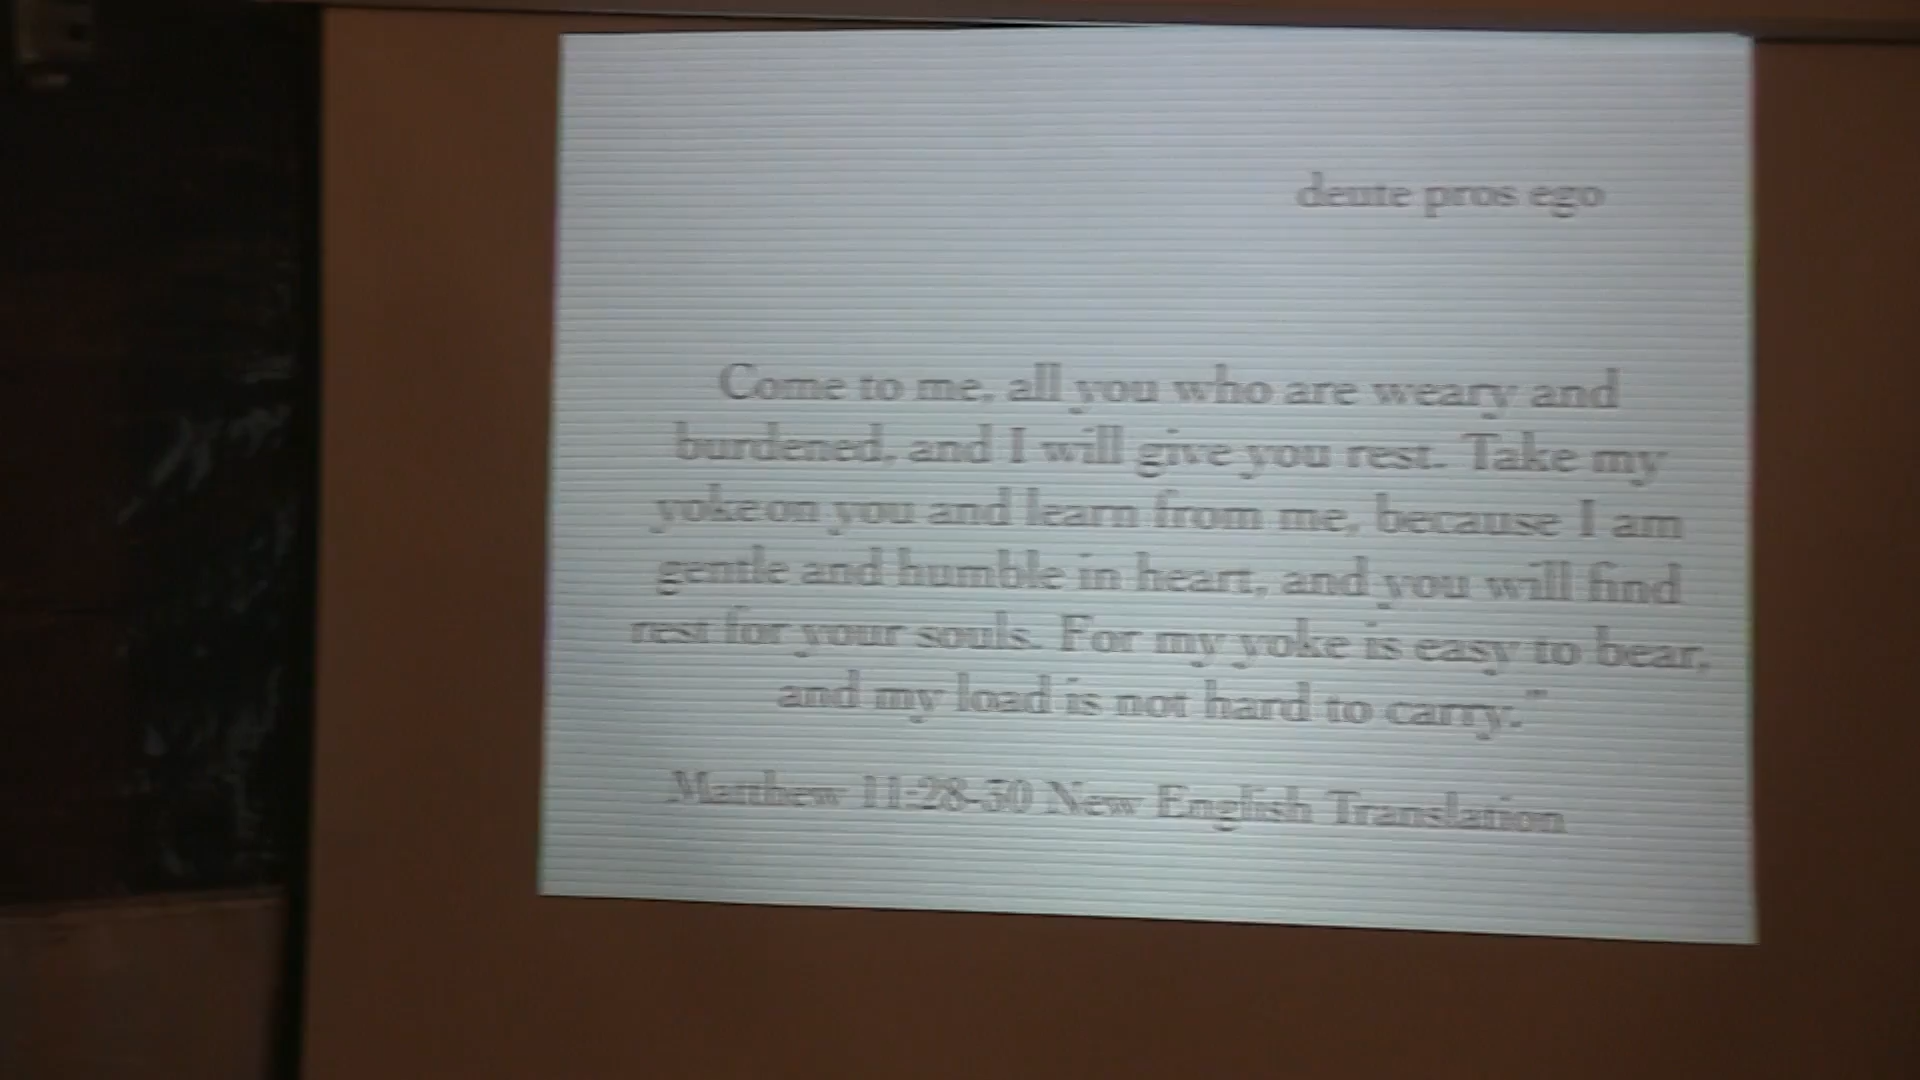 deute pros ego
Come to me, all you who are weary and
burdened, and I will give you rest. Take my
yoke on you and learn from me, because I am
gentle and humble in heart, and you will find
rest for your souls. For my yoke is easy to bear,
and my load is not hard to carry."
Matthew 11:28-30 New English Translation